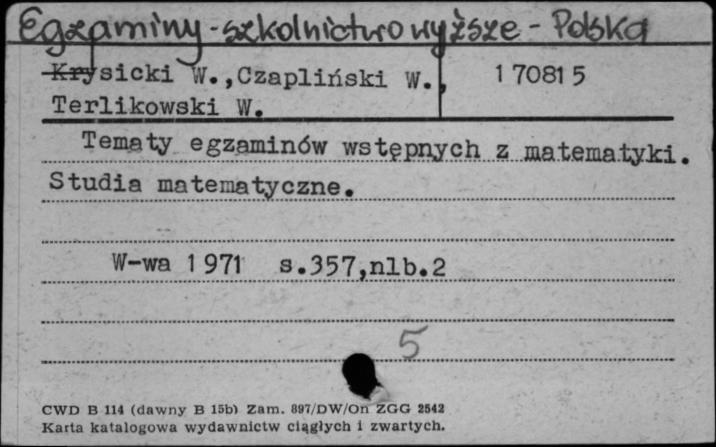 Egzaminy - szkolnictwo wyższe - Polska
Krysicki W., Czapliński W., 170815
Terlikowski W.
Tematy egzaminów wstępnych z matematyki.
Studia matematyczne.
W-wa 1971 s.357,nlb.2
5
CWD B 114 (dawny B 15b) Zam. 897/DW/On ZGG 2542
Karta katalogowa wydawnictw ciągłych i zwartych.